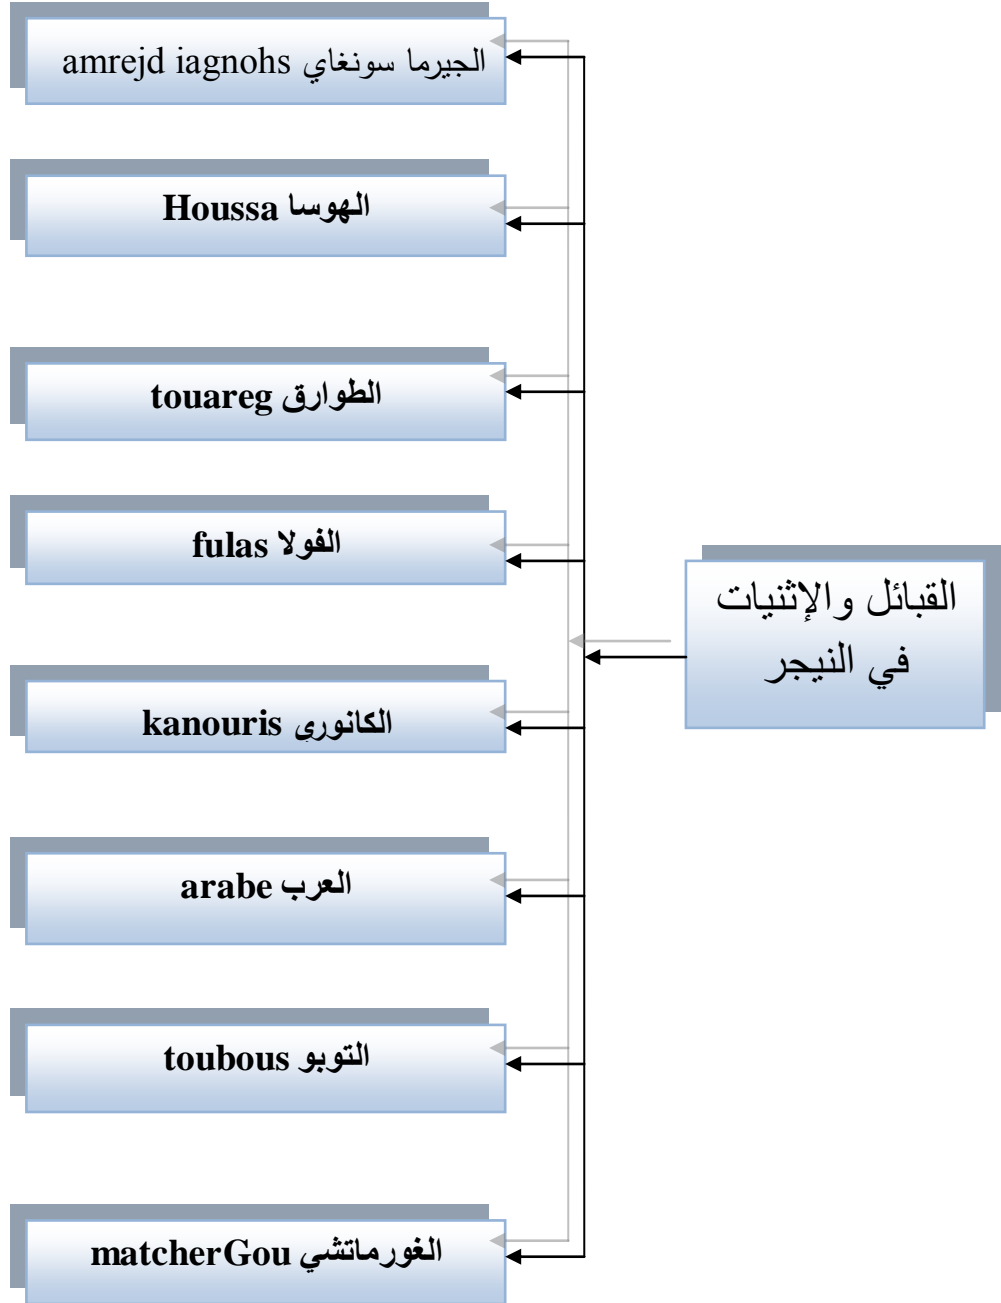 القبائل والإثنيات
في النيجر
الجيرما سونغاي amrejd iagnohs
الهوسا Houssa
الطوارق touareg
الفولا fulas
الكانوري kanouris
العرب arabe
التوبو toubous
الغورماتشي matcherGou